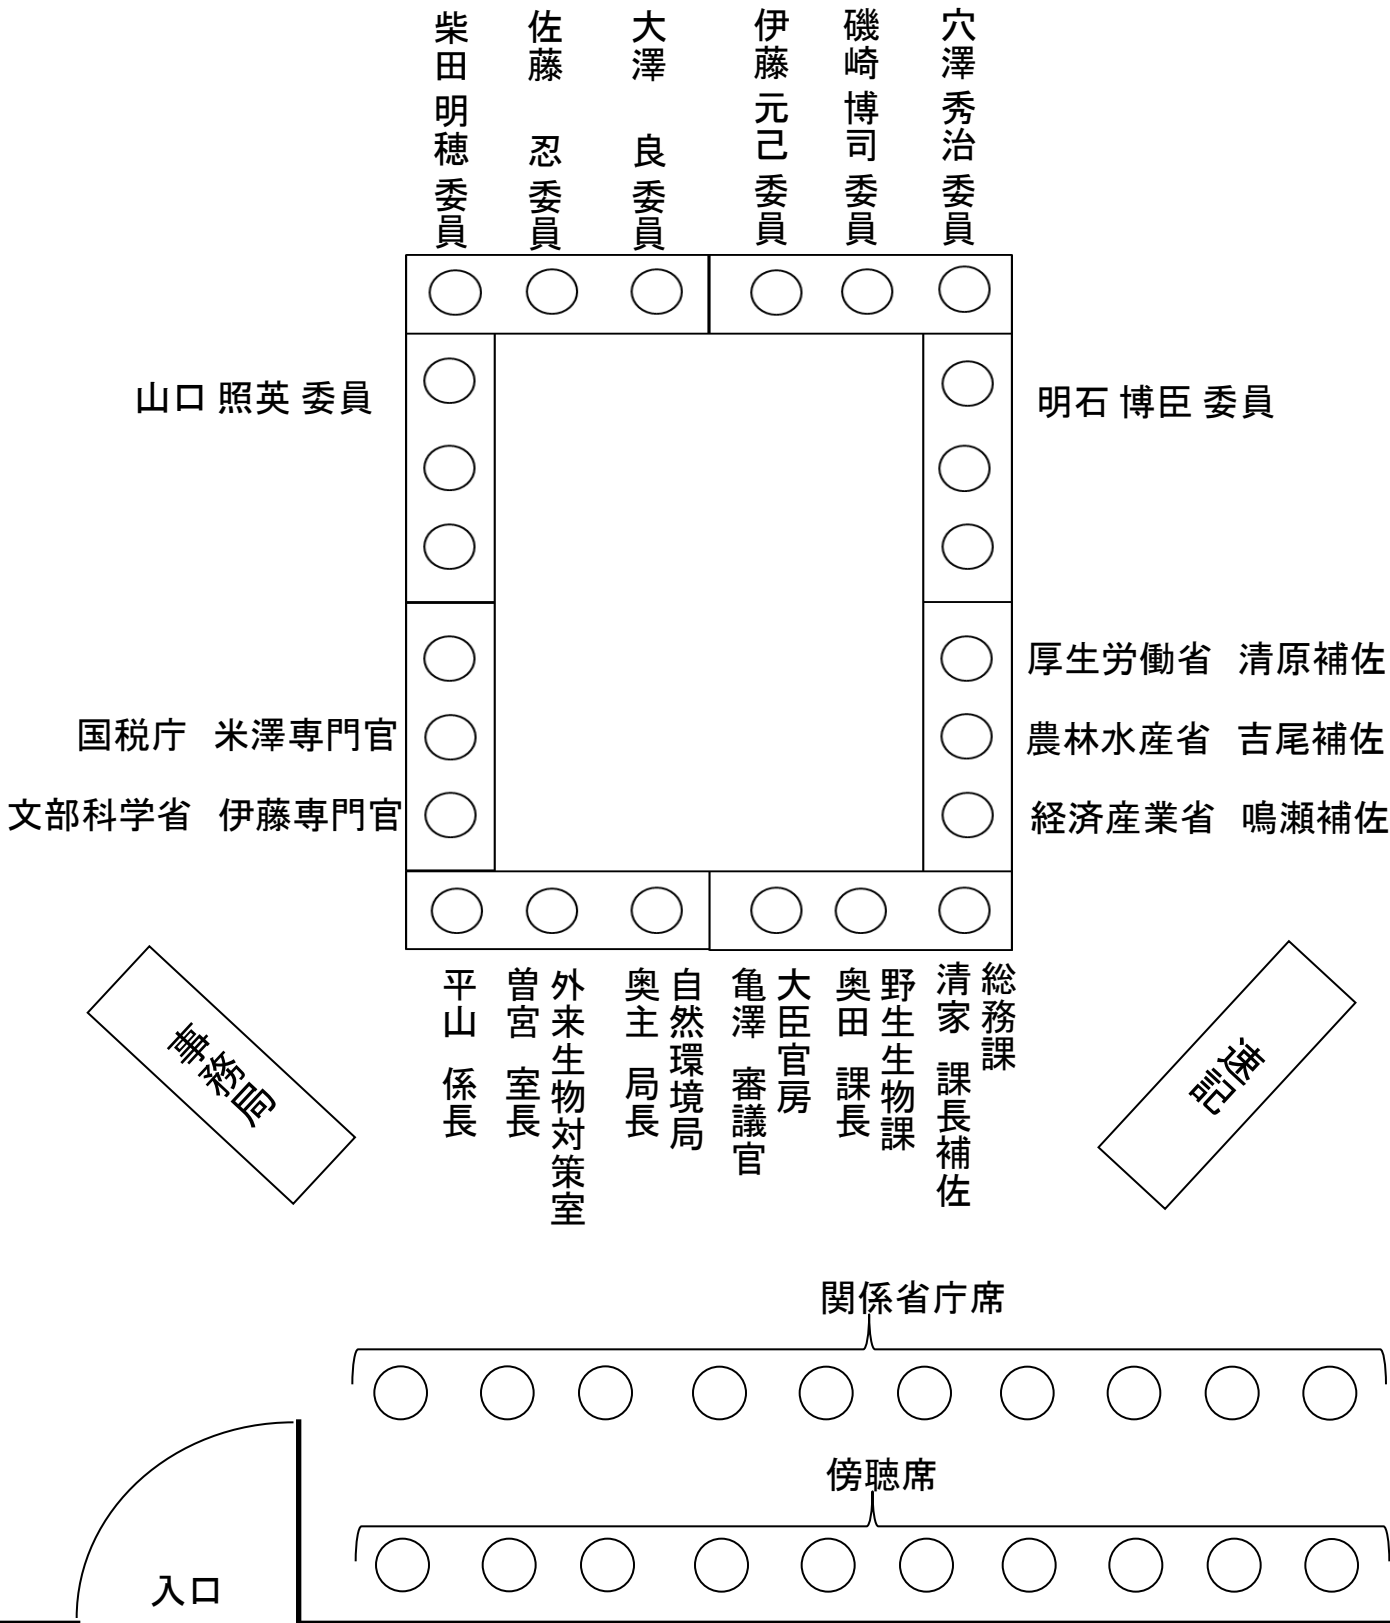 柴田 明穂 委員
佐藤 忍 委員
大澤 良 委員
伊藤 元己 委員
磯崎 博司 委員
穴澤 秀治 委員
山口 照英 委員
明石 博臣 委員
厚生労働省 清原補佐
国税庁 米澤専門官
農林水産省 吉尾補佐
文部科学省 伊藤専門官
経済産業省 鳴瀬補佐
平山 係長
外来生物対策室
曽宮 室長
自然環境局
奥主 局長
大臣官房
亀澤 審議官
野生生物課
奥田 課長
総務課
清家 課長補佐
事務局
速記
関係省庁席
傍聴席
入口